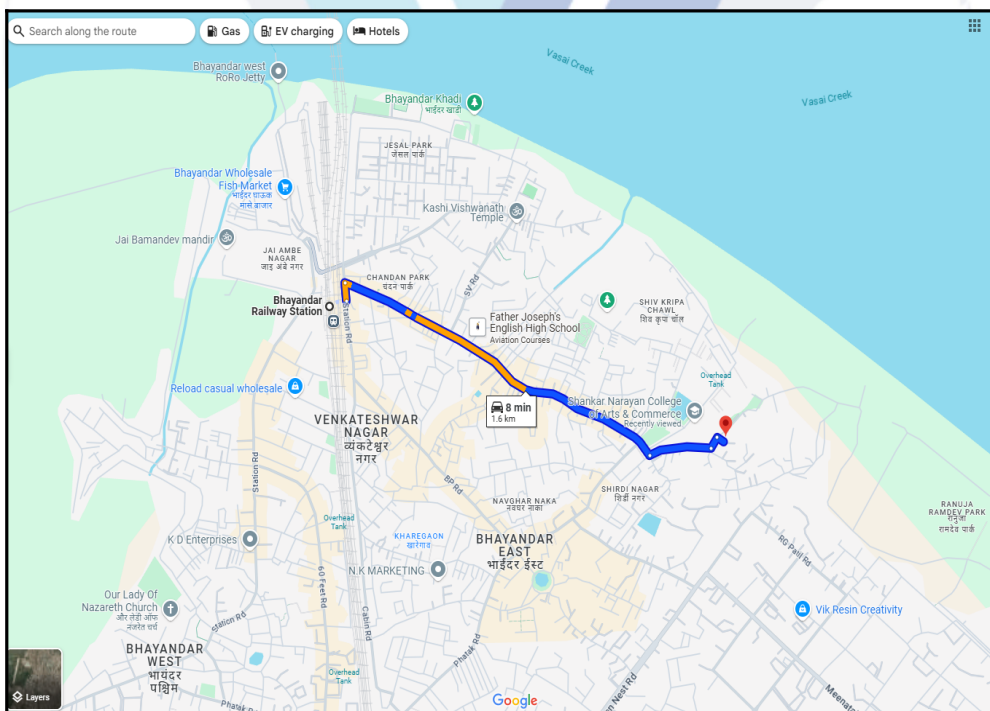 Search along the route
Gas
EV charging
Hotels
Vasai Creek
Vasai Creek
Bhayandar west
RoRo Jetty
Bhayandar Khadi
भाईंदर खाडी
JESAL PARK
जेसल पार्क
Bhayandar Wholesale
Fish Market
Kashi Vishwanath
Temple
Jai Bamandev mandir
JAI AMBE
NAGAR
CHANDAN PARK
चंदन पार्क
SV Rd
Bhayandar
Railway Station
Station Rd
SHIV KRIPA
CHAWL
Father Joseph's
English High School
Aviation Courses
Overhead
Tank
Reload casual wholesale
8 min
1.6 km
Shankar Narayan College
of Arts & Commerce
Recently viewed
VENKATESHWAR
NAGAR
व्यंकटेश्वर
नगर
Station Rd
BP Rd
SHIRDI NAGAR
शिर्डी नगर
NAVGHAR NAKA
नवघर नाका
RANUJA
RAMDEV PARK
रामदेव पार्क
Overhead
Tank
KHAREGAON
खारेगाव
BHAYANDAR
EAST
भाईंदर ईस्ट
K D Enterprises
N.K MARKETING
RG Patil Rd
60 Feet Rd
Cabin Rd
Our Lady Of
Nazareth Church
Station Rd
Vik Resin Creativity
BHAYANDAR
WEST
भायंदर
पश्चिम
Phatak Rd
Overhead
Tank
n Nest Rd
Layers
Phatak
Google
Meenata